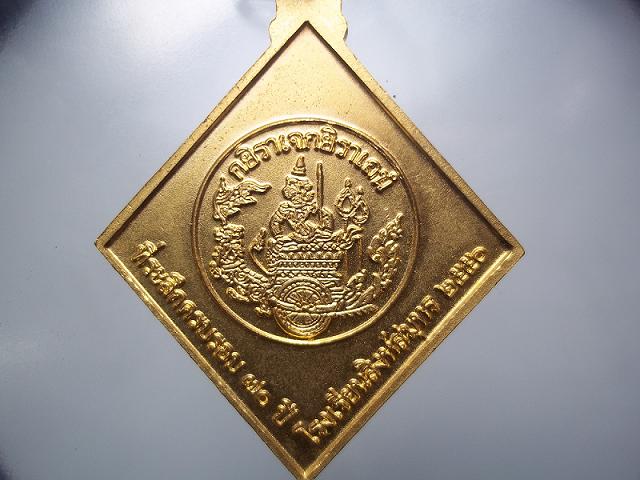 กยิราเจกยิราเถนํ
ที่ระลึกครบรอบ ๗๐ ปี โรงเรียนสิงห์สมุทร ๒๕๕๖